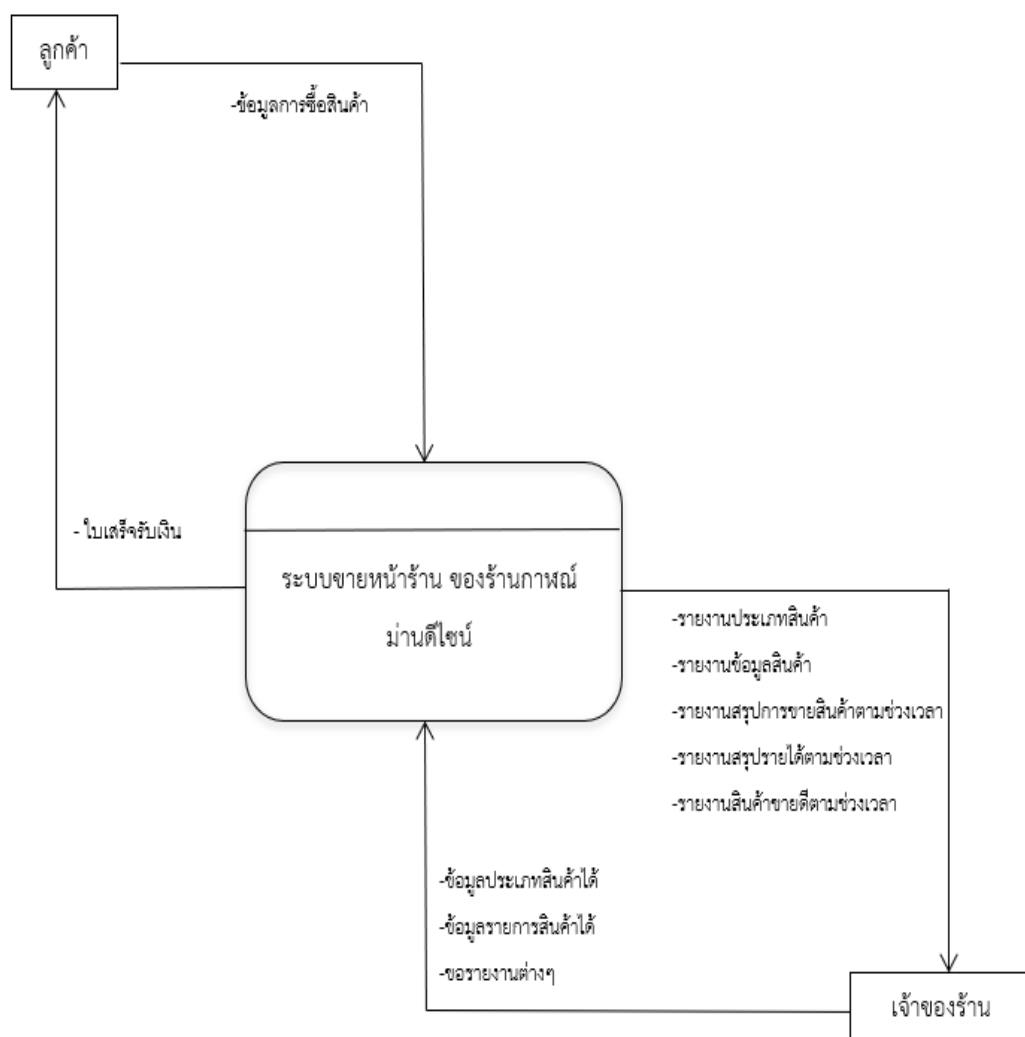 ลูกค้า
-ข้อมูลการซื้อสินค้า
- ใบเสร็จรับเงิน
ระบบขายหน้าร้าน ของร้านกาฬณ์
ม่านดีไซน์
-รายงานประเภทสินค้า
-รายงานข้อมูลสินค้า
-รายงานสรุปการขายสินค้าตามช่วงเวลา
-รายงานสรุปรายได้ตามช่วงเวลา
-รายงานสินค้าขายดีตามช่วงเวลา
-ข้อมูลประเภทสินค้าได้
-ข้อมูลรายการสินค้าได้
-ขอรายงานต่างๆ
เจ้าของร้าน